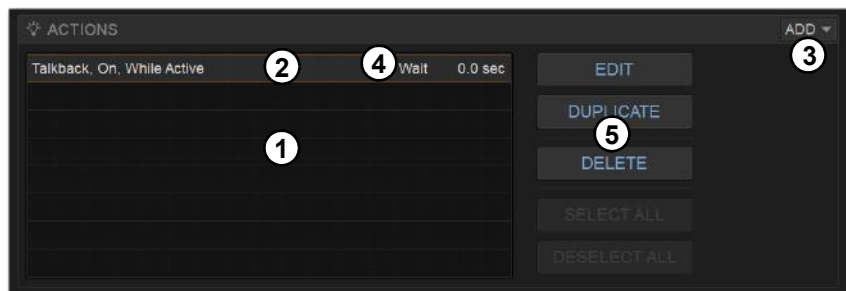 ACTIONS
ADD
3
Talkback, On, While Active 2 4 Wait 0.0 sec
EDIT
DUPLICATE
5
1
DELETE
SELECT ALL
DESELECT ALL